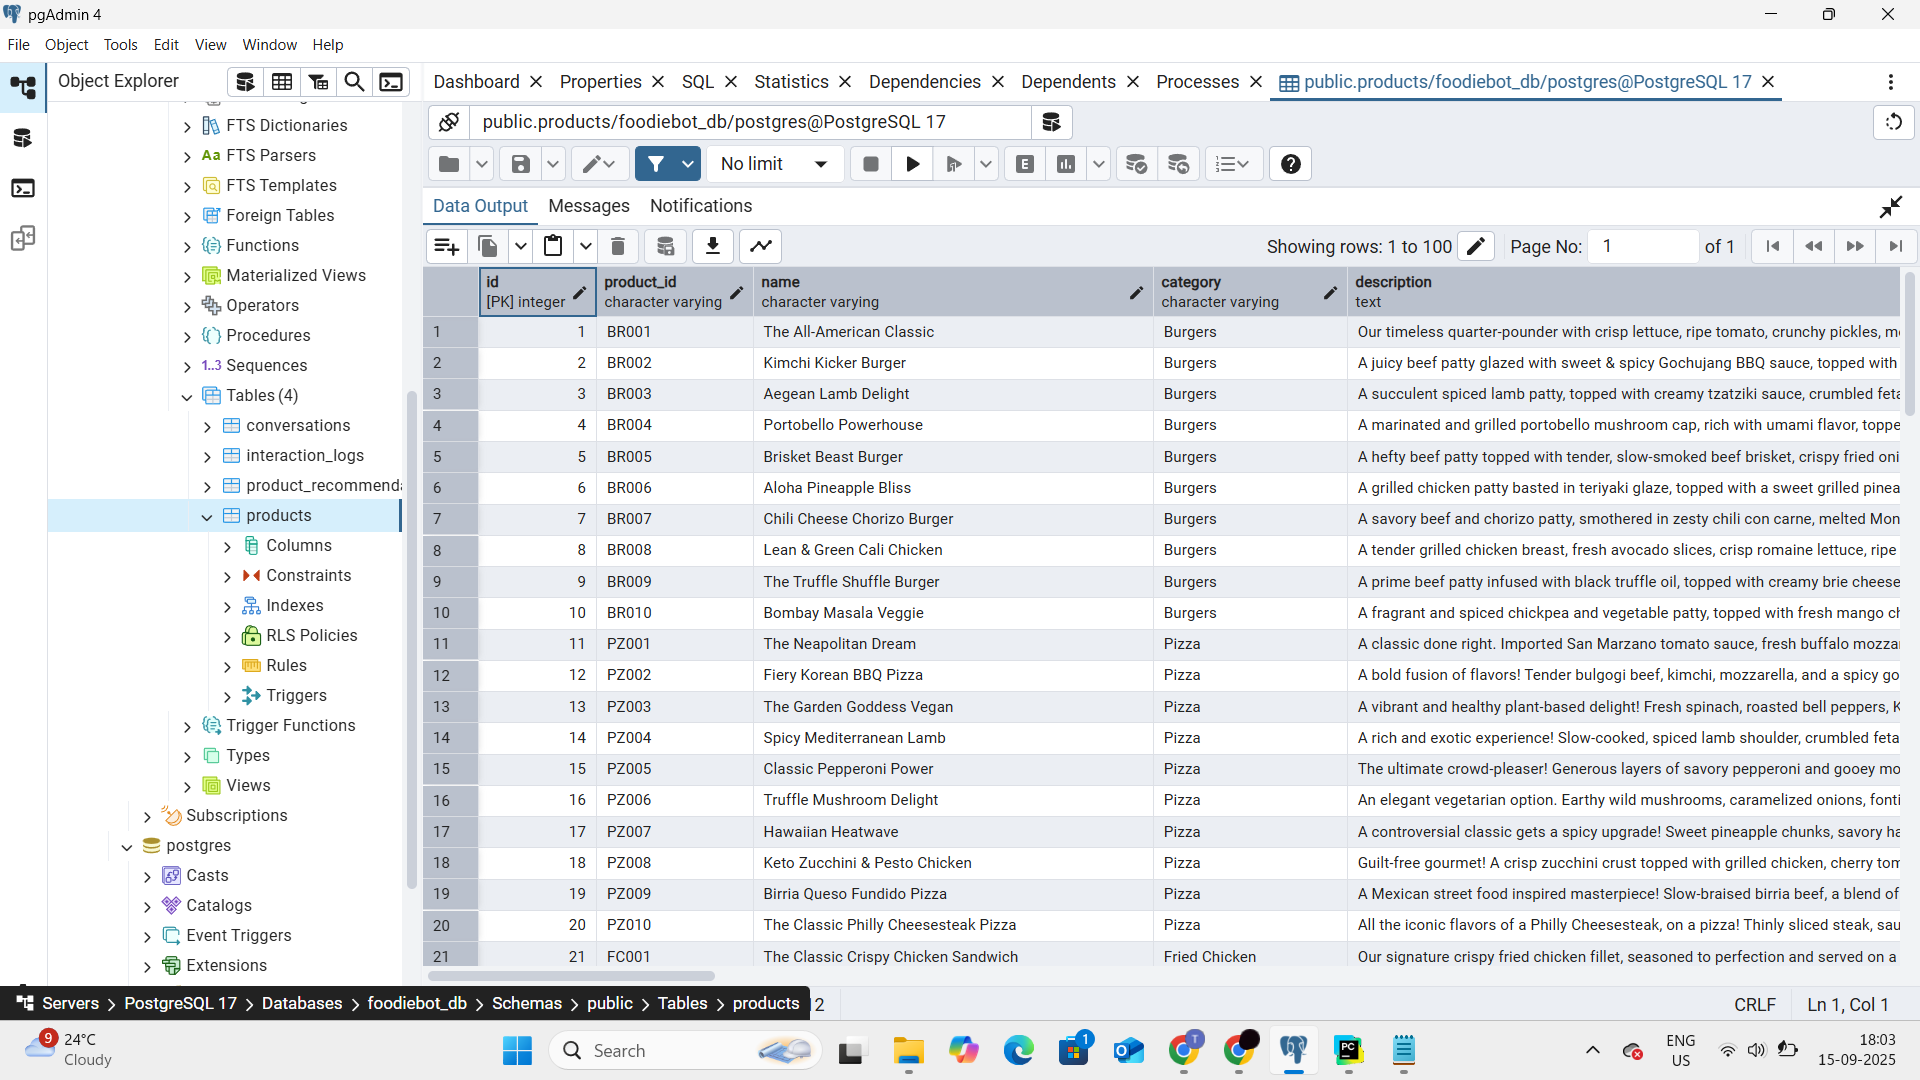 pgAdmin 4
File Object Tools Edit View Window Help
Object Explorer
Dashboard Properties SQL Statistics Dependencies Dependents Processes public.products/foodiebot_db/postgres@PostgreSQL 17
public.products/foodiebot_db/postgres@PostgreSQL 17
No limit
E
Data Output Messages Notifications
Showing rows: 1 to 100 Page No: 1 of 1
FTS Dictionaries
Aa FTS Parsers
FTS Templates
Foreign Tables
Functions
Materialized Views
Operators
Procedures
1..3 Sequences
Tables (4)
conversations
interaction_logs
product_recommend
products
Columns
Constraints
Indexes
RLS Policies
Rules
Triggers
Trigger Functions
Types
Views
Subscriptions
postgres
Casts
Catalogs
Event Triggers
Extensions
id product_id name category description
[PK] integer character varying character varying character varying text
1 1 BR001 The All-American Classic Burgers Our timeless quarter-pounder with crisp lettuce, ripe tomato, crunchy pickles,
2 2 BR002 Kimchi Kicker Burger Burgers A juicy beef patty glazed with sweet & spicy Gochujang BBQ sauce, topped with
3 3 BR003 Aegean Lamb Delight Burgers A succulent spiced lamb patty, topped with creamy tzatziki sauce, crumbled feta
4 4 BR004 Portobello Powerhouse Burgers A marinated and grilled portobello mushroom cap, rich with umami flavor, toppe
5 5 BR005 Brisket Beast Burger Burgers A hefty beef patty topped with tender, slow-smoked beef brisket, crispy fried oni
6 6 BR006 Aloha Pineapple Bliss Burgers A grilled chicken patty basted in teriyaki glaze, topped with a sweet grilled pinea
7 7 BR007 Chili Cheese Chorizo Burger Burgers A savory beef and chorizo patty, smothered in zesty chili con carne, melted Mon
8 8 BR008 Lean & Green Cali Chicken Burgers A tender grilled chicken breast, fresh avocado slices, crisp romaine lettuce, ripe
9 9 BR009 The Truffle Shuffle Burger Burgers A prime beef patty infused with black truffle oil, topped with creamy brie cheese
10 10 BR010 Bombay Masala Veggie Burgers A fragrant and spiced chickpea and vegetable patty, topped with fresh mango ch
11 11 PZ001 The Neapolitan Dream Pizza A classic done right. Imported San Marzano tomato sauce, fresh buffalo mozza
12 12 PZ002 Fiery Korean BBQ Pizza Pizza A bold fusion of flavors! Tender bulgogi beef, kimchi, mozzarella, and a spicy go
13 13 PZ003 The Garden Goddess Vegan Pizza A vibrant and healthy plant-based delight! Fresh spinach, roasted bell peppers, K
14 14 PZ004 Spicy Mediterranean Lamb Pizza A rich and exotic experience! Slow-cooked, spiced lamb shoulder, crumbled feta
15 15 PZ005 Classic Pepperoni Power Pizza The ultimate crowd-pleaser! Generous layers of savory pepperoni and gooey mo
16 16 PZ006 Truffle Mushroom Delight Pizza An elegant vegetarian option. Earthy wild mushrooms, caramelized onions, fonti
17 17 PZ007 Hawaiian Heatwave Pizza A controversial classic gets a spicy upgrade! Sweet pineapple chunks, savory ha
18 18 PZ008 Keto Zucchini & Pesto Chicken Pizza Guilt-free gourmet! A crisp zucchini crust topped with grilled chicken, cherry tom
19 19 PZ009 Birria Queso Fundido Pizza Pizza A Mexican street food inspired masterpiece! Slow-braised birria beef, a blend of
20 20 PZ010 The Classic Philly Cheesesteak Pizza Pizza All the iconic flavors of a Philly Cheesesteak, on a pizza! Thinly sliced steak, sau
21 21 FC001 The Classic Crispy Chicken Sandwich Fried Chicken Our signature crispy fried chicken fillet, seasoned to perfection and served on a
Servers > PostgreSQL 17 > Databases > foodiebot_db > Schemas > public > Tables > products 2 CRLF Ln 1, Col 1
9 24°C
Cloudy
Search
1
T
PC
ENG
US
18:03
15-09-2025